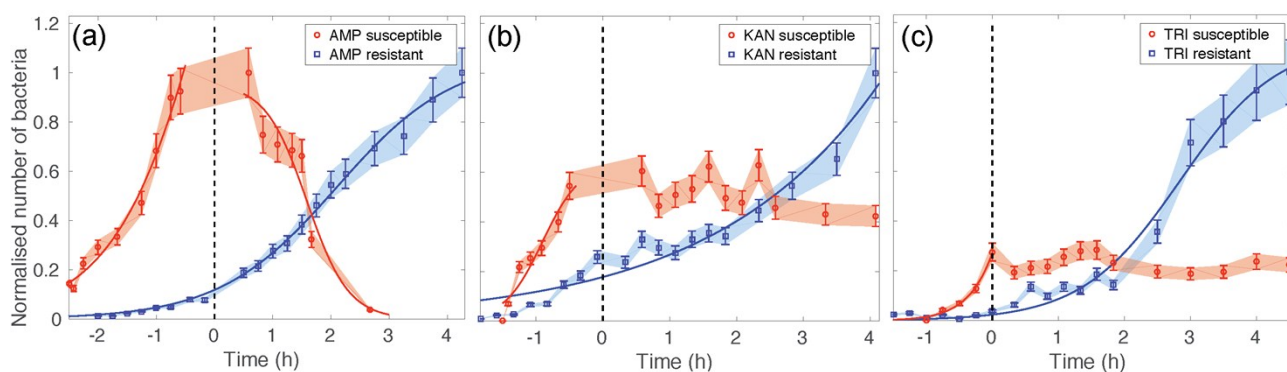 (a)
AMP susceptible
AMP resistant
(b)
KAN susceptible
KAN resistant
(c)
TRI susceptible
TRI resistant
Normalised number of bacteria
1.2
1
0.8
0.6
0.4
0.2
0
-2 -1 0 1 2 3 4
Time (h)
-1 0 1 2 3 4
Time (h)
-1 0 1 2 3 4
Time (h)